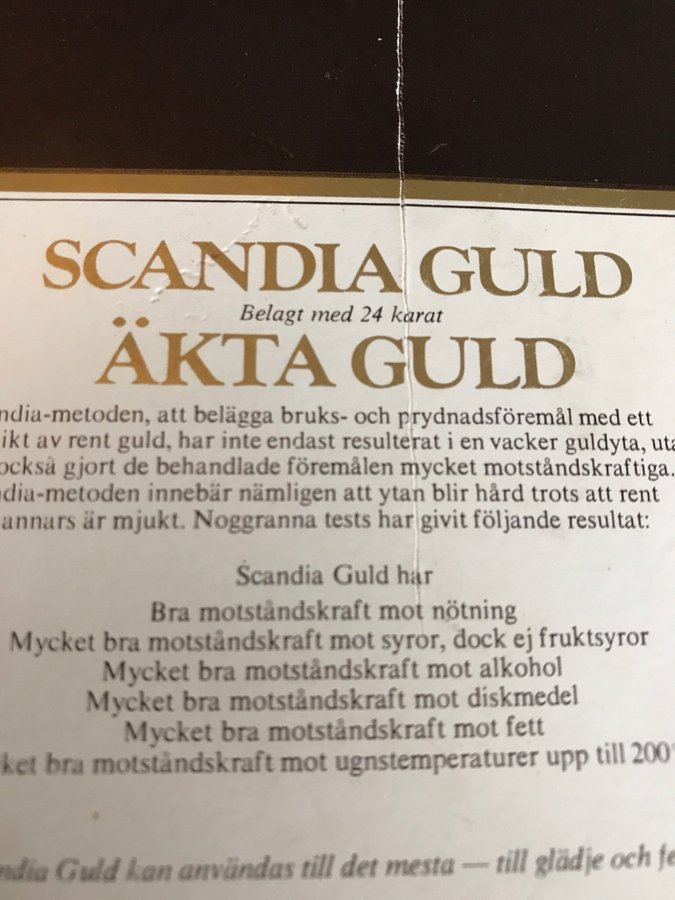 SCANDIA GULD
Belagt med 24 karat
ÄKTA GULD
ndia-metoden, att belägga bruks- och prydnadsföremål med ett
ikt av rent guld, har inte endast resulterat i en vacker guldyta, uta
också gjort de behandlade föremålen mycket motståndskraftiga.
dia-metoden innebär nämligen att ytan blir hård trots att rent
annars är mjukt. Noggranna tests har givit följande resultat:
Scandia Guld har
Bra motståndskraft mot nötning
Mycket bra motståndskraft mot syror, dock ej fruktsyror
Mycket bra motståndskraft mot alkohol
Mycket bra motståndskraft mot diskmedel
Mycket bra motståndskraft mot fett
ket bra motståndskraft mot ugnstemperaturer upp till 200°
ndia Guld kan användas till det mesta — till glädje och fe